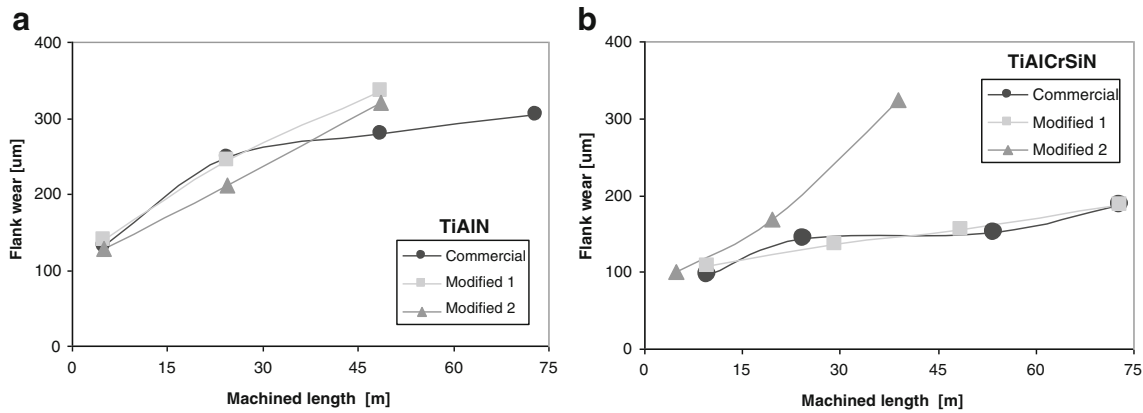 a
400
300
200
100
0
Flank wear [um]
TiAlN
Commercial
Modified 1
Modified 2
0 15 30 45 60 75
Machined length [m]
b
400
300
200
100
0
Flank wear [um]
TiAlCrSiN
Commercial
Modified 1
Modified 2
0 15 30 45 60 75
Machined length [m]